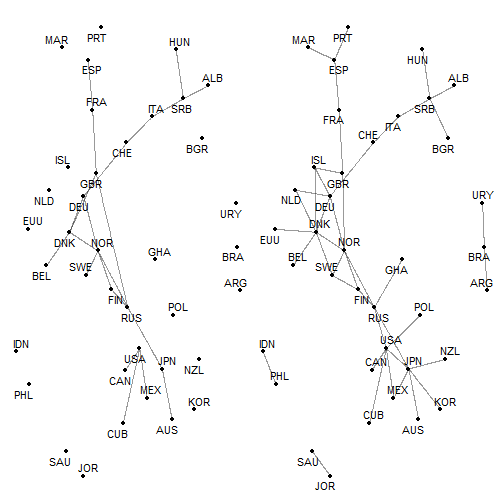 PRT
MAR
HUN
ESP
ALB
FRA
ITA
SRB
CHE
BGR
ISL
GBR
NLD
DEU
EUU
URY
DNK
NOR
BRA
GHA
SWE
BEL
ARG
FIN
POL
RUS
IDN
USA
JPN
NZL
CAN
PHL
MEX
KOR
CUB
AUS
SAU
JOR
MAR
PRT
HUN
ESP
ALB
FRA
ITA
SRB
CHE
BGR
ISL
GBR
NLD
DEU
URY
DNK
EUU
NOR
BRA
BEL
SWE
GHA
ARG
FIN
POL
RUS
IDN
USA
NZL
CAN
JPN
PHL
MEX
KOR
CUB
AUS
SAU
JOR